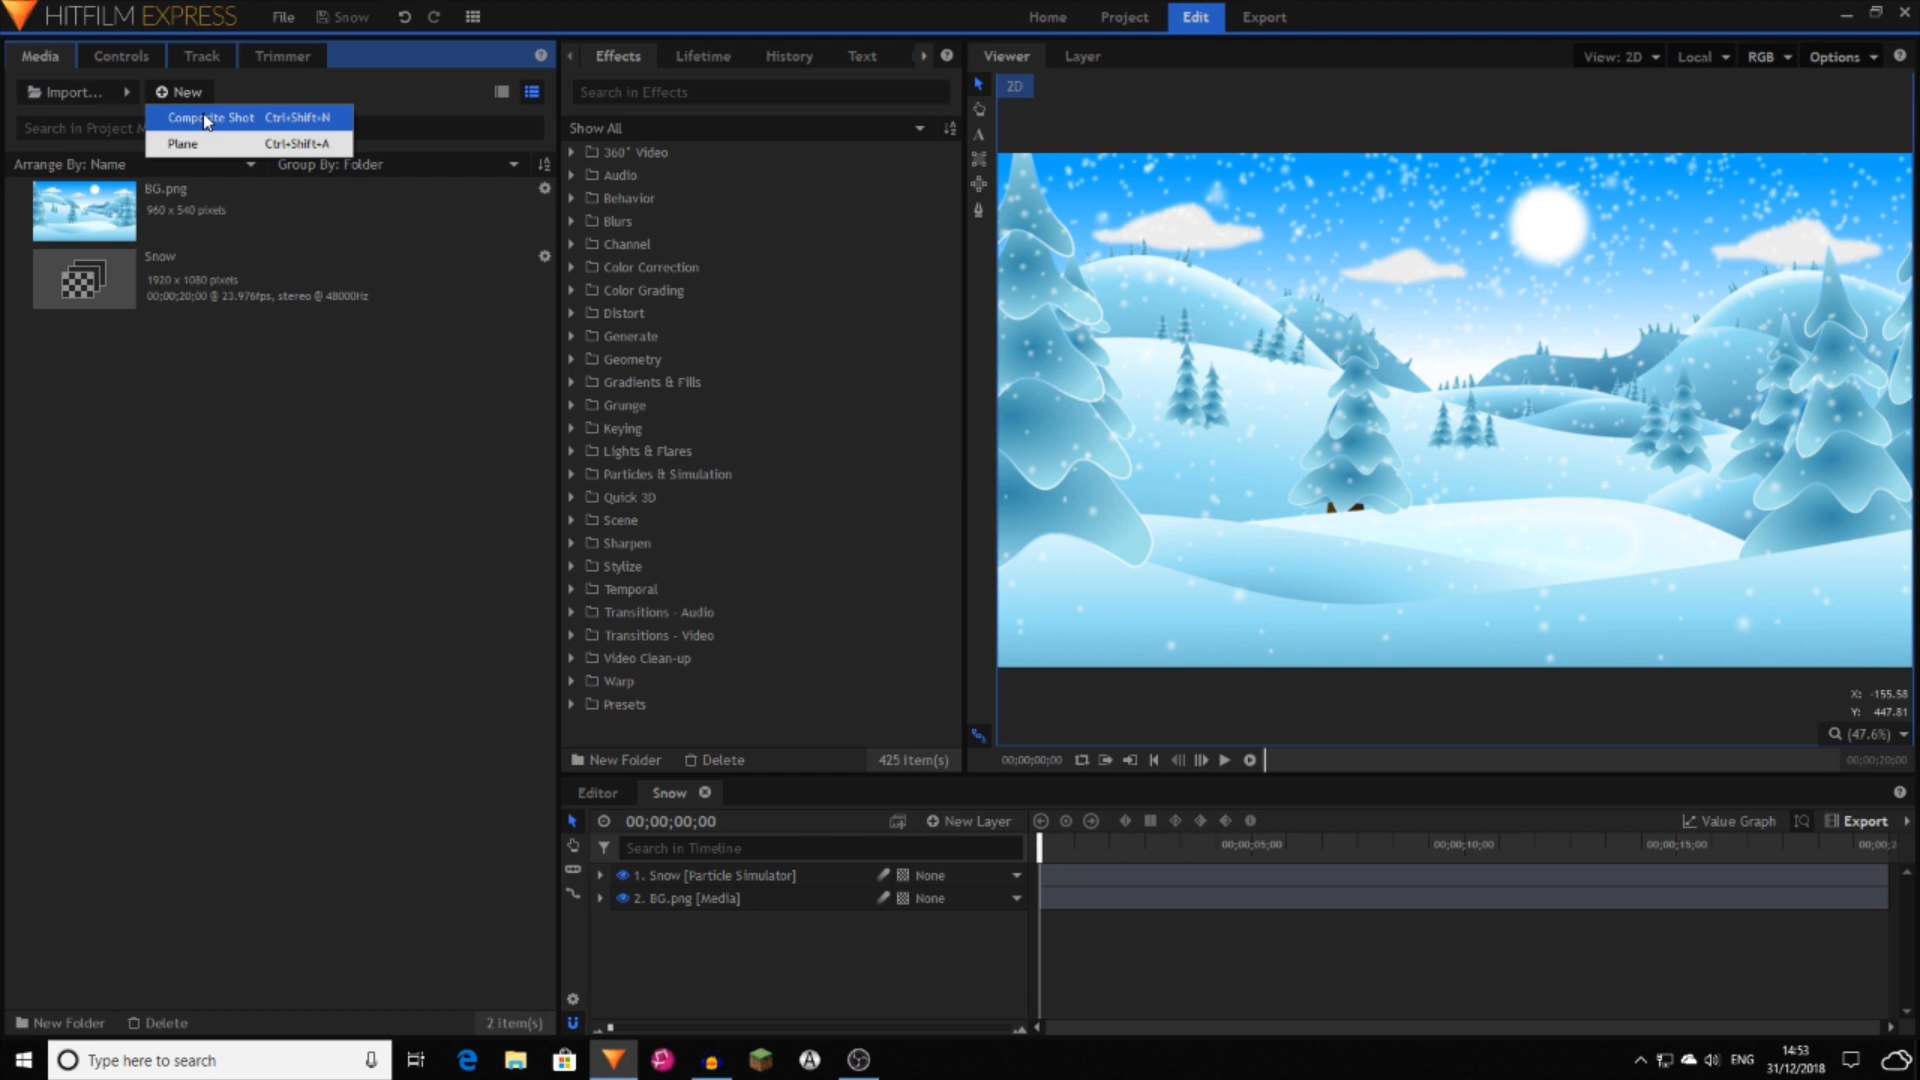 HITFILM EXPRESS
File
Snow
Home
Project
Edit
Export
Media
Controls
Track
Trimmer
Import...
New
Composite Shot Ctrl+Shift+N
Plane Ctrl+Shift+A
Search in Project M
Arrange By: Name
Group By: Folder
BG.png
960 x 540 pixels
Snow
1920 x 1080 pixels
00;00;20;00 @ 23.976fps, stereo @ 48000Hz
New Folder
Delete
2 item(s)
Effects
Lifetime
History
Text
Search in Effects
Show All
360° Video
Audio
Behavior
Blurs
Channel
Color Correction
Color Grading
Distort
Generate
Geometry
Gradients & Fills
Grunge
Keying
Lights & Flares
Particles & Simulation
Quick 3D
Scene
Sharpen
Stylize
Temporal
Transitions - Audio
Transitions - Video
Video Clean-up
Warp
Presets
New Folder
Delete
425 Item(s)
Viewer
Layer
View: 2D
Local
RGB
Options
2D
X: -155.58
Y: 447.81
(47.6%)
00;00;00;00
00;00;20;00
Editor
Snow
00;00;00;00
New Layer
Value Graph
Export
Search in Timeline
00;00;05;00
00;00;10;00
00;00;15;00
00;00;2
1. Snow [Particle Simulator]
None
2. BG.png [Media]
None
Type here to search
ENG
14:53
31/12/2018